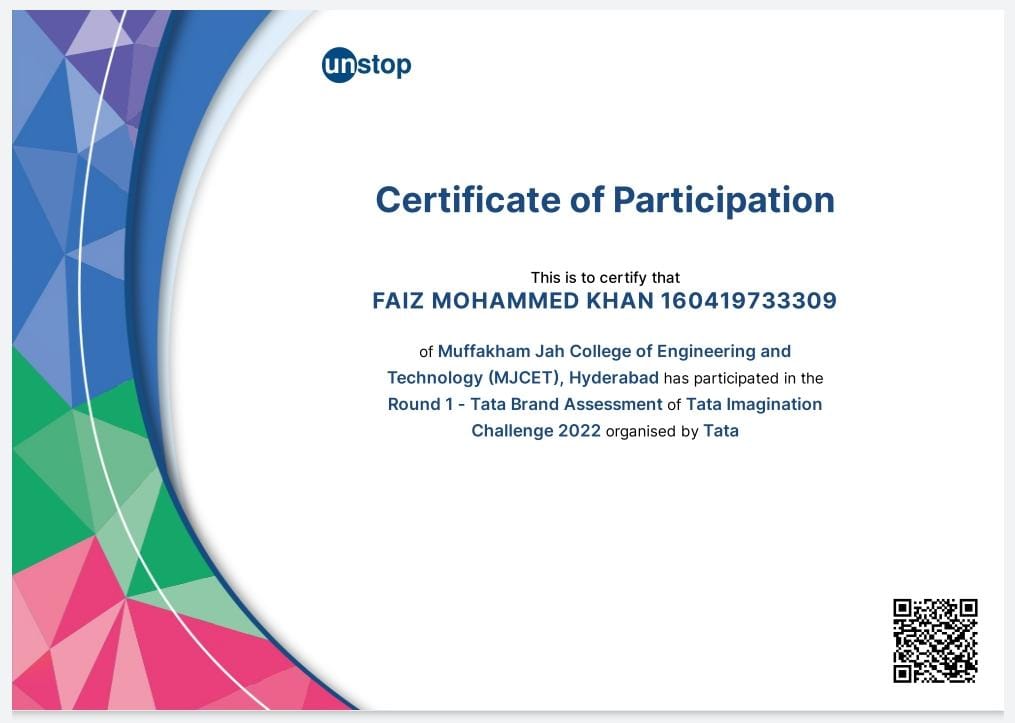 unstop
Certificate of Participation
This is to certify that
FAIZ MOHAMMED KHAN 160419733309
of Muffakham Jah College of Engineering and
Technology (MJCET), Hyderabad has participated in the
Round 1 - Tata Brand Assessment of Tata Imagination
Challenge 2022 organised by Tata